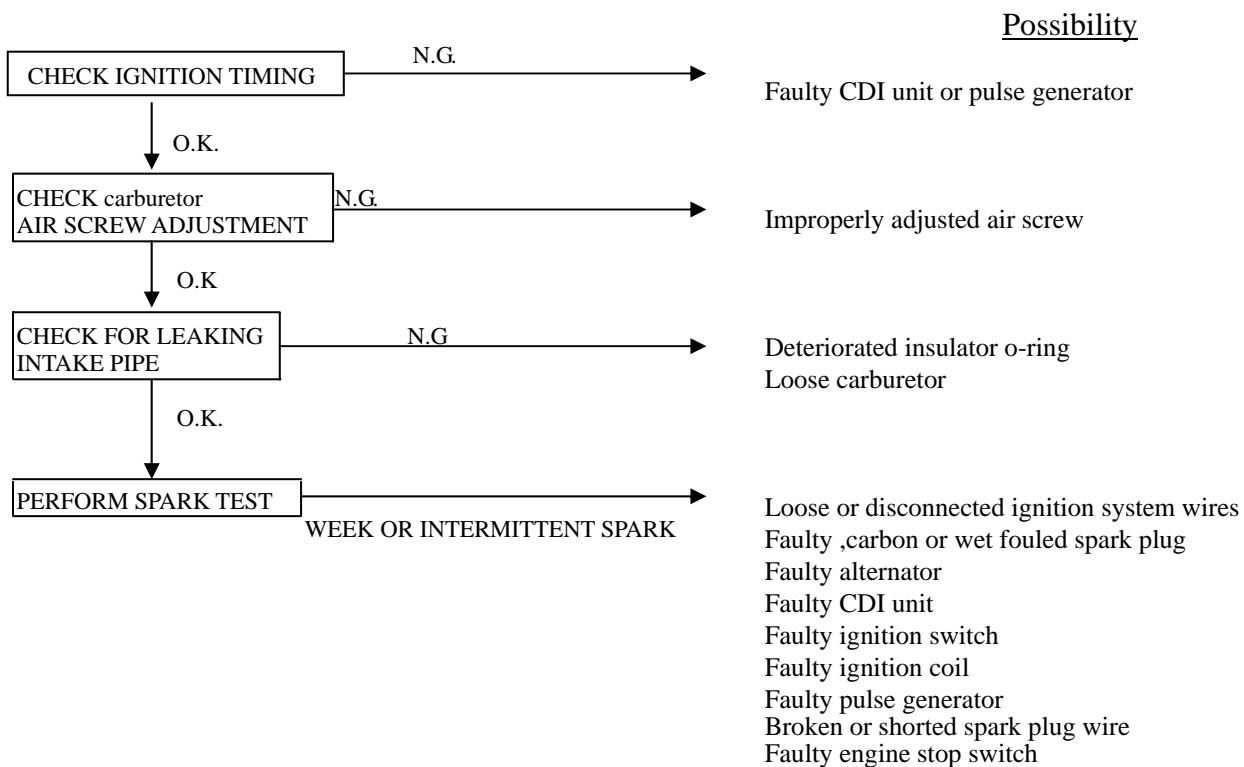 Possibility
N.G.
CHECK IGNITION TIMING
Faulty CDI unit or pulse generator
O.K.
CHECK carburetor
AIR SCREW ADJUSTMENT
N.G.
Improperly adjusted air screw
O.K
CHECK FOR LEAKING
INTAKE PIPE
N.G
Deteriorated insulator o-ring
Loose carburetor
O.K.
PERFORM SPARK TEST
WEEK OR INTERMITTENT SPARK
Loose or disconnected ignition system wires
Faulty ,carbon or wet fouled spark plug
Faulty alternator
Faulty CDI unit
Faulty ignition switch
Faulty ignition coil
Faulty pulse generator
Broken or shorted spark plug wire
Faulty engine stop switch